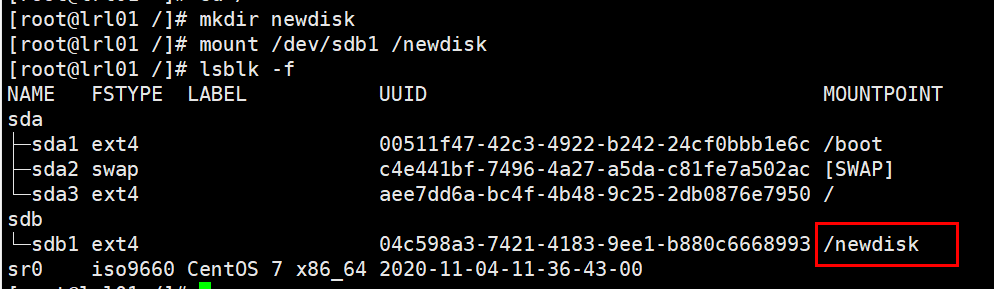 [root@lrl01 /]# mkdir newdisk
[root@lrl01 /]# mount /dev/sdb1 /newdisk
[root@lrl01 /]# lsblk -f
NAME   FSTYPE  LABEL           UUID                                 MOUNTPOINT
sda
├─sda1 ext4                    00511f47-42c3-4922-b242-24cf0bbb1e6c /boot
├─sda2 swap                    c4e441bf-7496-4a27-a5da-c81fe7a502ac [SWAP]
└─sda3 ext4                    aee7dd6a-bc4f-4b48-9c25-2db0876e7950 /
sdb
└─sdb1 ext4                    04c598a3-7421-4183-9ee1-b880c6668993 /newdisk
sr0    iso9660 CentOS 7 x86_64 2020-11-04-11-36-43-00
[root@lrl01 /]#